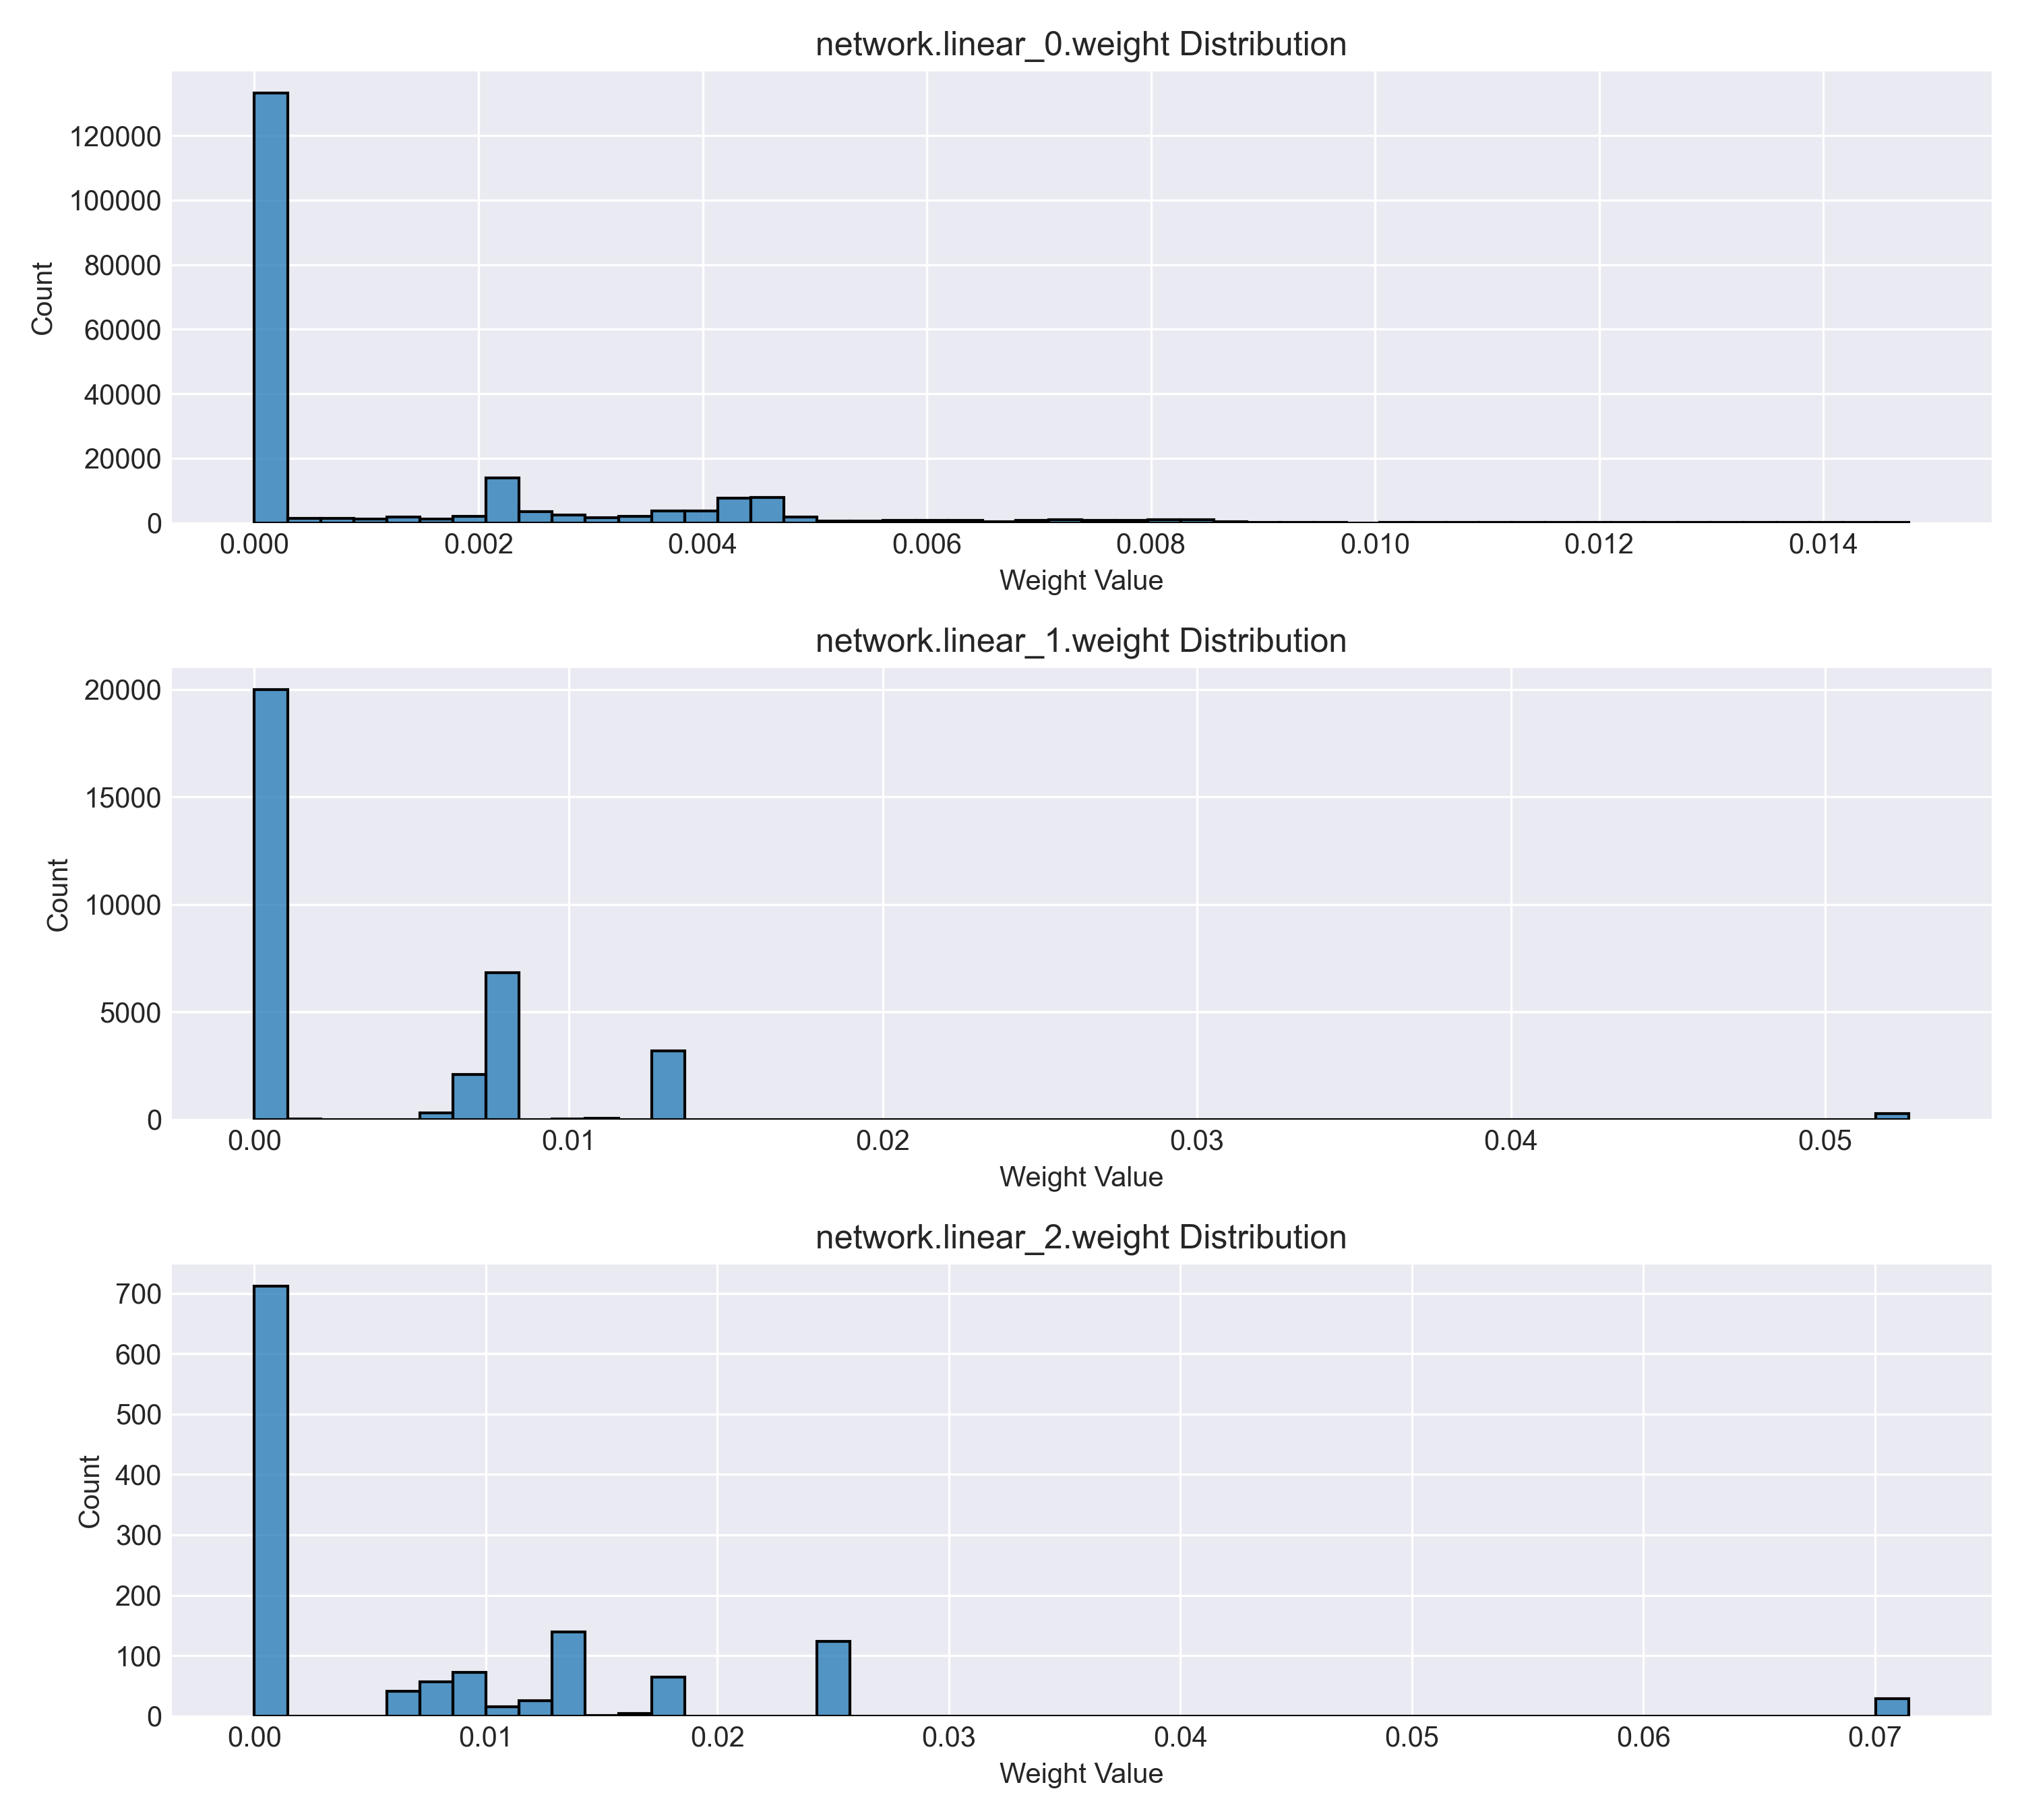 network.linear_0.weight Distribution
120000
100000
80000
60000
40000
20000
0
Count
0.000 0.002 0.004 0.006 0.008 0.010 0.012 0.014
Weight Value
network.linear_1.weight Distribution
20000
15000
10000
5000
0
Count
0.00 0.01 0.02 0.03 0.04 0.05
Weight Value
network.linear_2.weight Distribution
700
600
500
400
300
200
100
0
Count
0.00 0.01 0.02 0.03 0.04 0.05 0.06 0.07
Weight Value